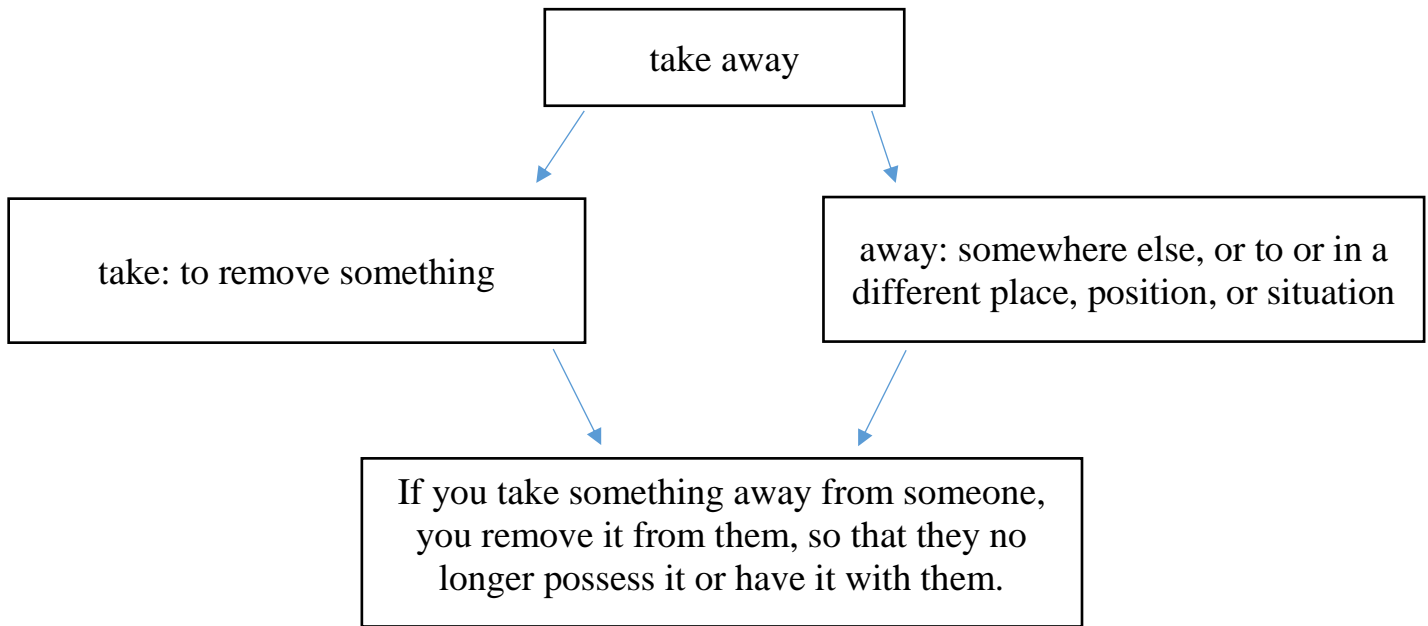 take away
take: to remove something
away: somewhere else, or to or in a
different place, position, or situation
If you take something away from someone,
you remove it from them, so that they no
longer possess it or have it with them.